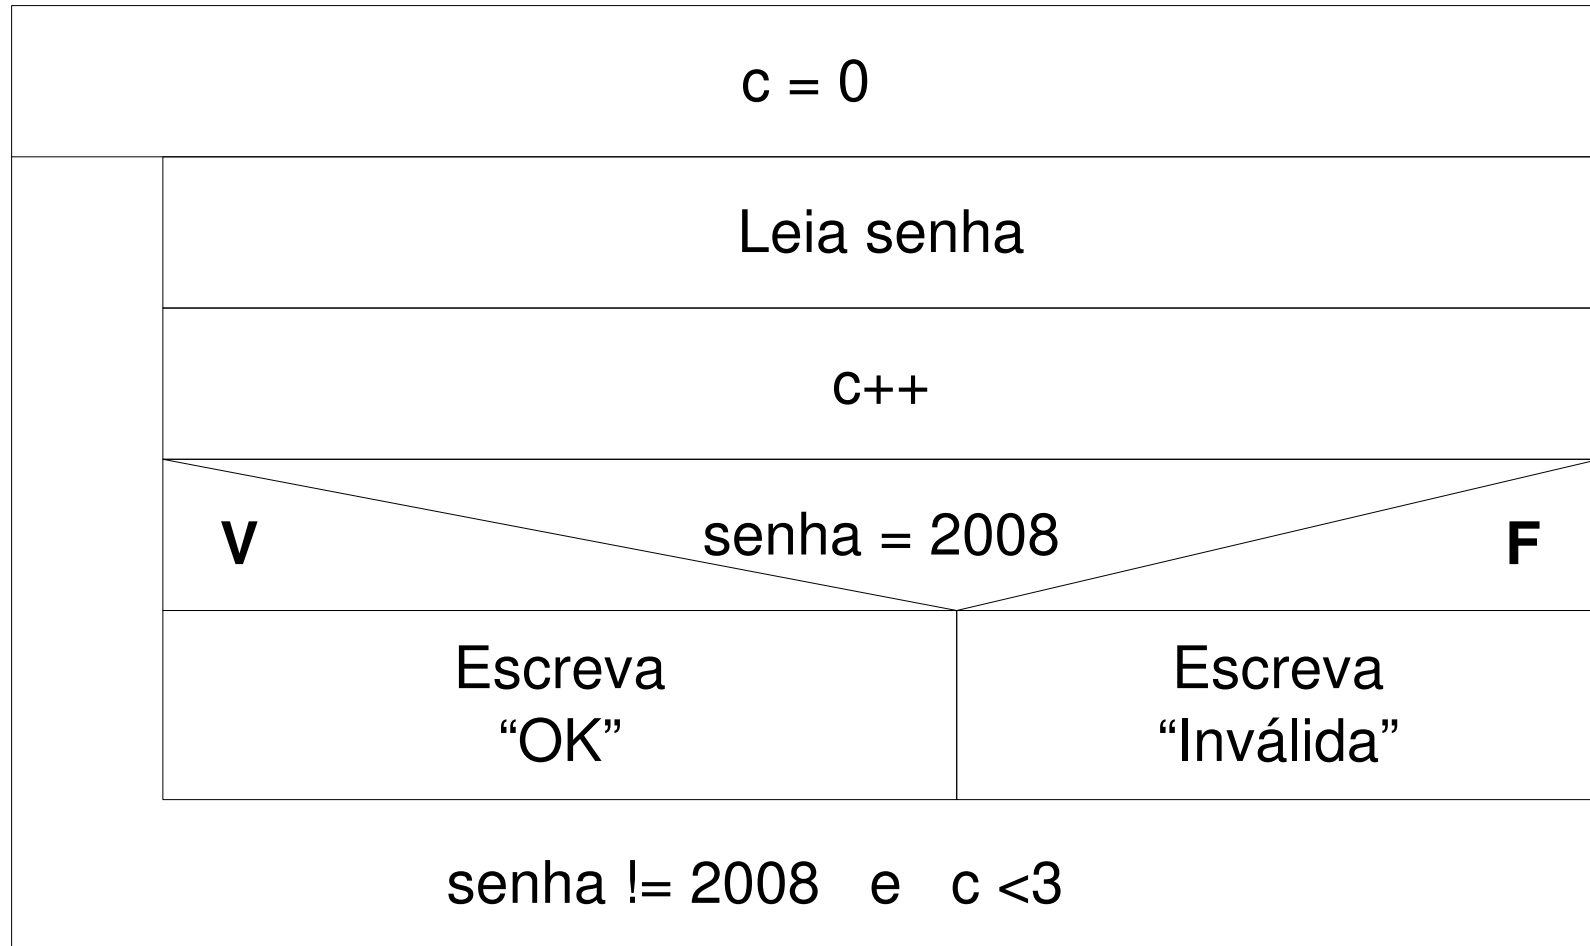 c = 0
Leia senha
c++
senha = 2008
V
F
Escreva
“OK”
Escreva
“Inválida”
senha != 2008 e c <3